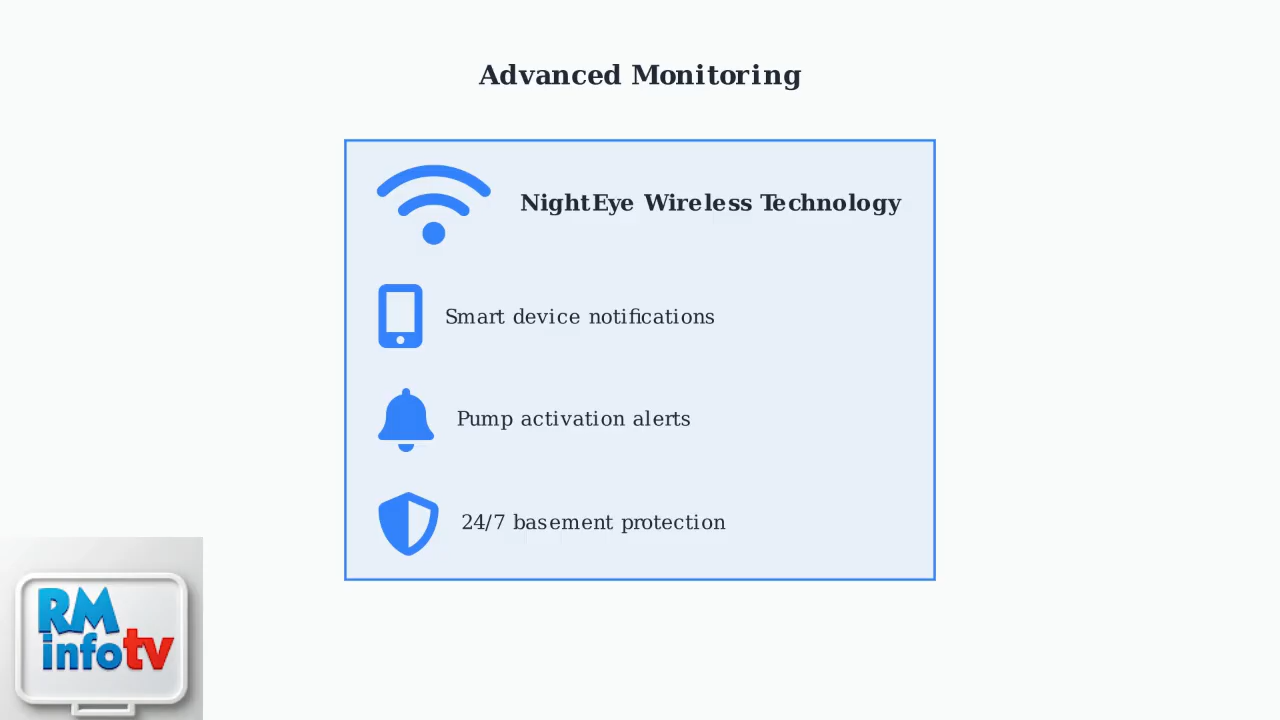 Advanced Monitoring
NightEye Wireless Technology
Smart device notifications
Pump activation alerts
24/7 basement protection
RM
infotv